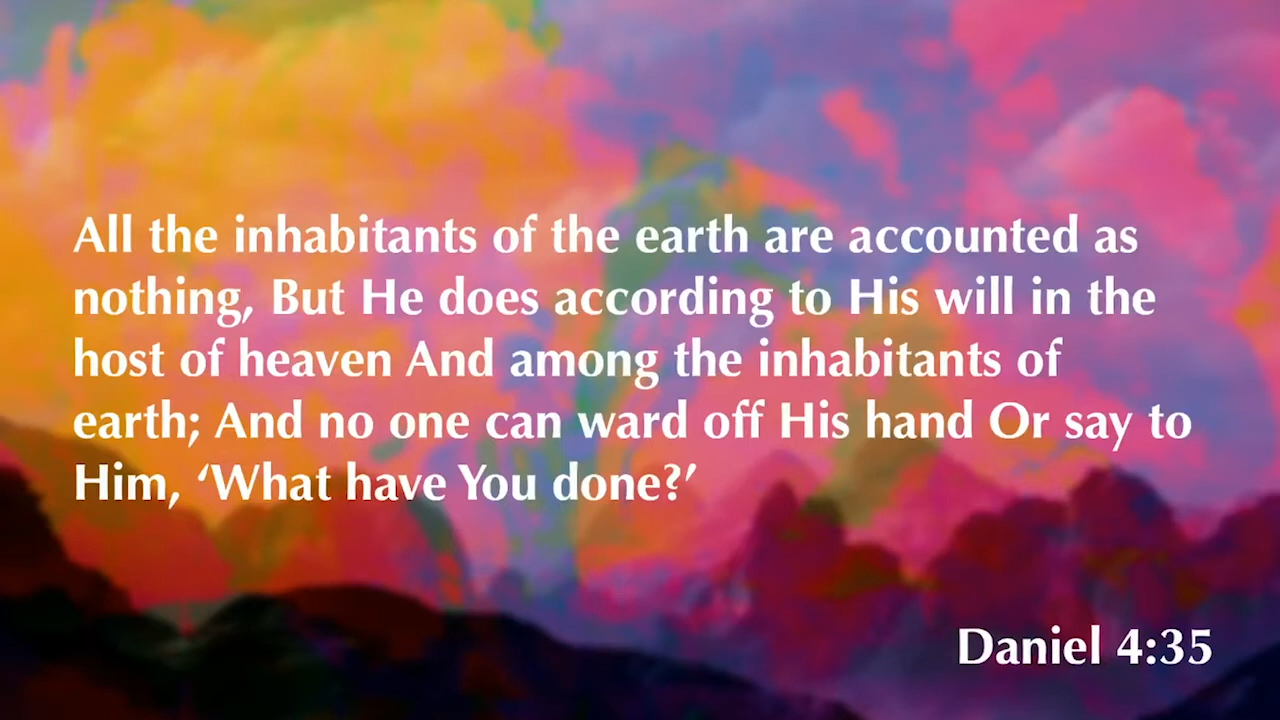 All the inhabitants of the earth are accounted as
nothing, But He does according to His will in the
host of heaven And among the inhabitants of
earth; And no one can ward off His hand Or say to
Him, ‘What have You done?’
Daniel 4:35